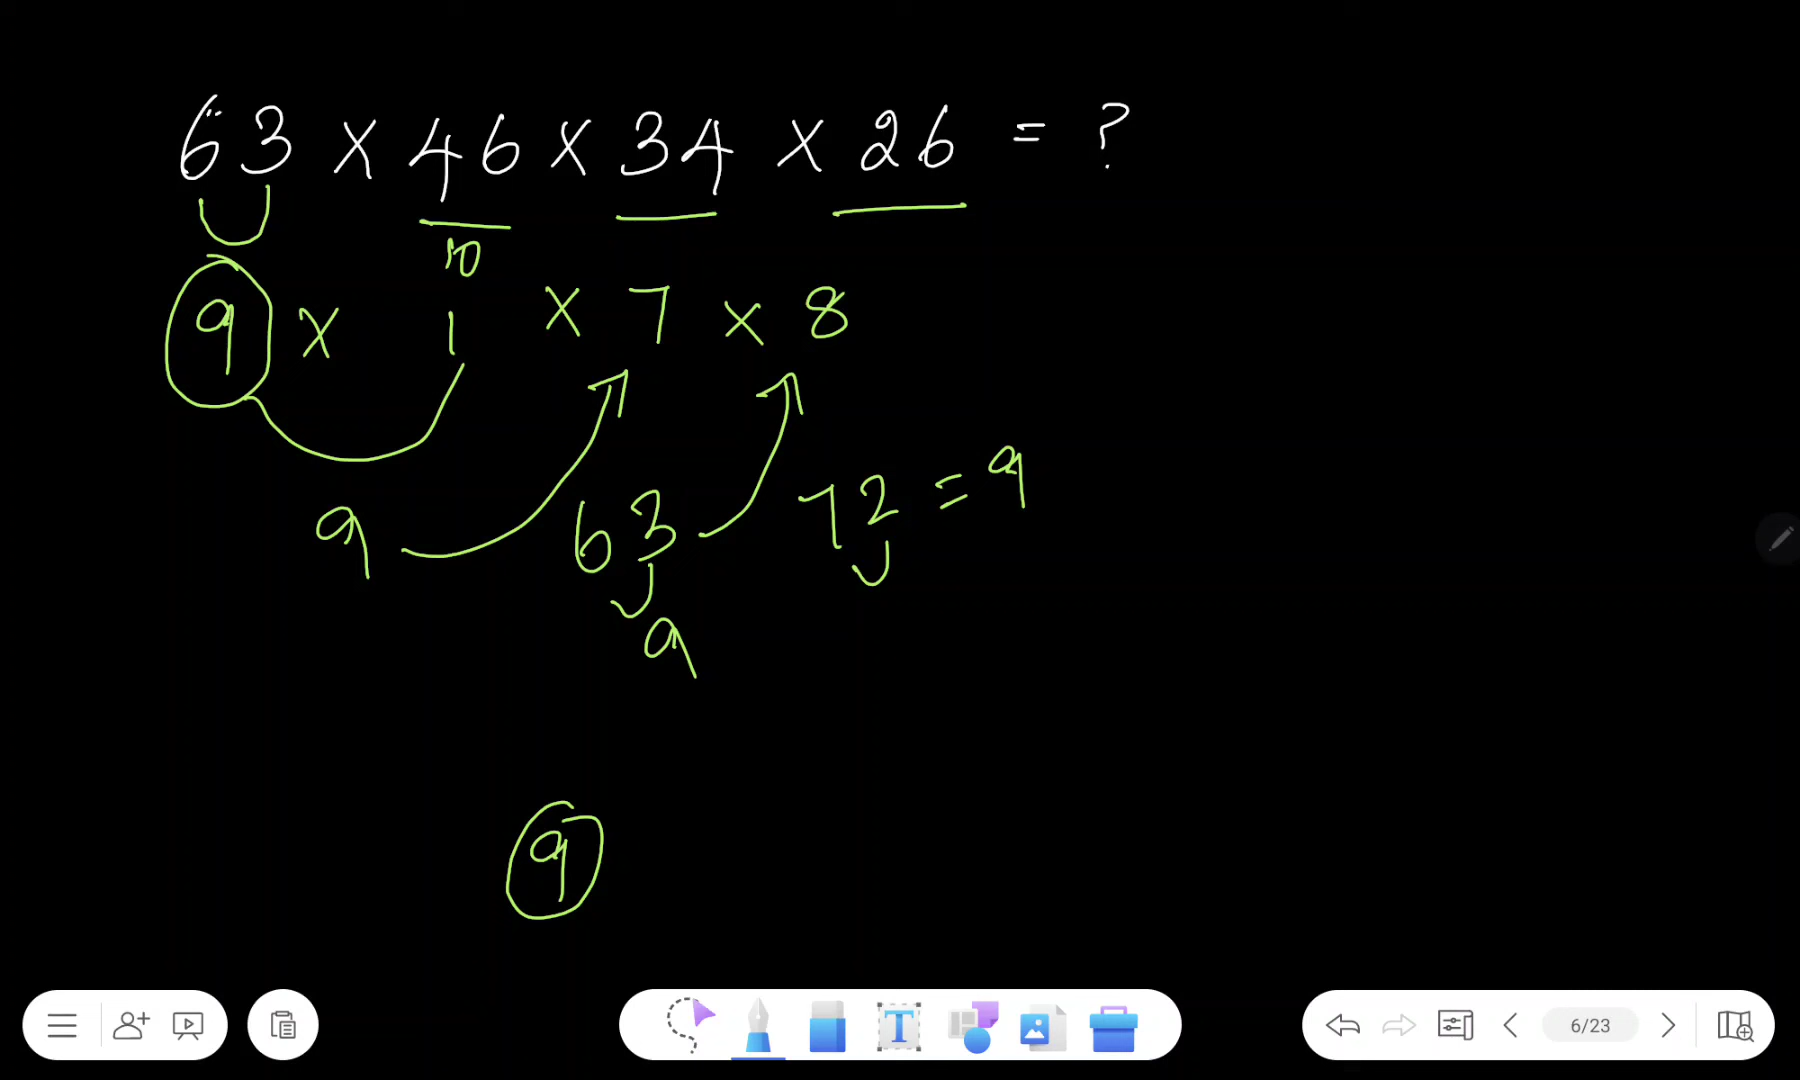 63 × 46 × 34 × 26 = ?
10
9 × 1 × 7 × 8
9 63 72 = 9
9
9
T
6/23